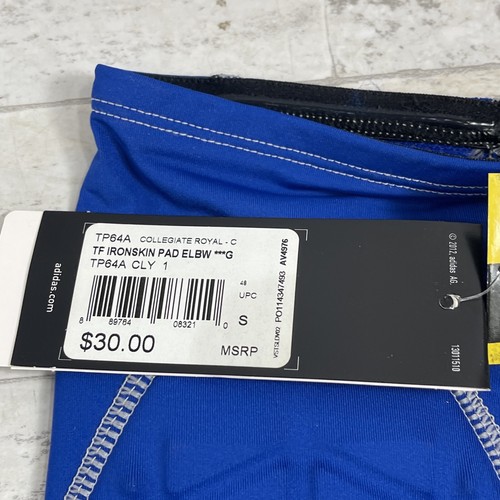 TP64A COLLEGIATE ROYAL - C
TF IRONSKIN PAD ELBW ***G
TP64A CLY 1
48
UPC
S
8 89764 08321 0
$30.00
MSRP
PO114347493 AV4976
adidas.com
© 2012 adidas AG.
13011510